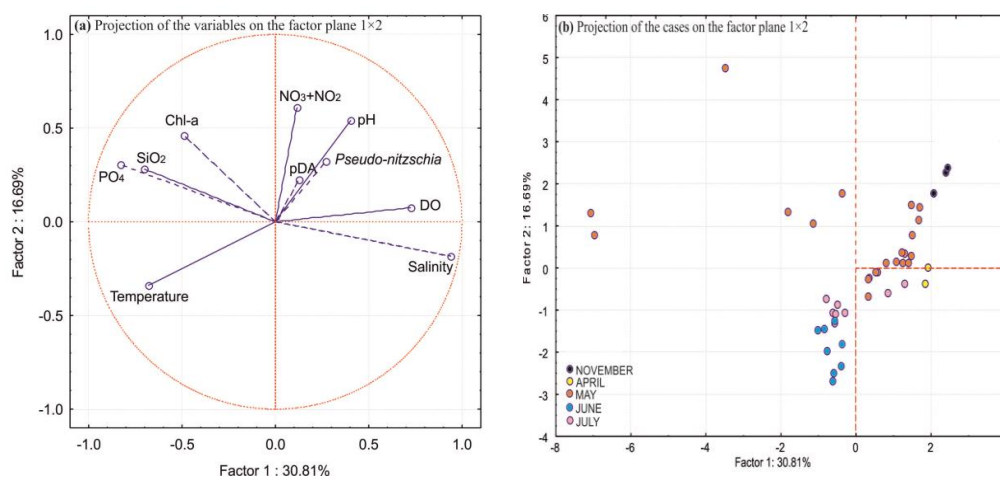 (a) Projection of the variables on the factor plane 1×2
1.0
0.5
0.0
-0.5
-1.0
Factor 2 : 16.69%
NO₃+NO₂
Chl-a
pH
SiO₂
PO₄
pDA
Pseudo-nitzschia
DO
Salinity
Temperature
-1.0 -0.5 0.0 0.5 1.0
Factor 1 : 30.81%
(b) Projection of the cases on the factor plane 1×2
6
5
4
3
2
1
0
-1
-2
-3
-4
Factor 2: 16.69%
NOVEMBER
APRIL
MAY
JUNE
JULY
-8 -6 -4 -2 0 2
Factor 1: 30.81%